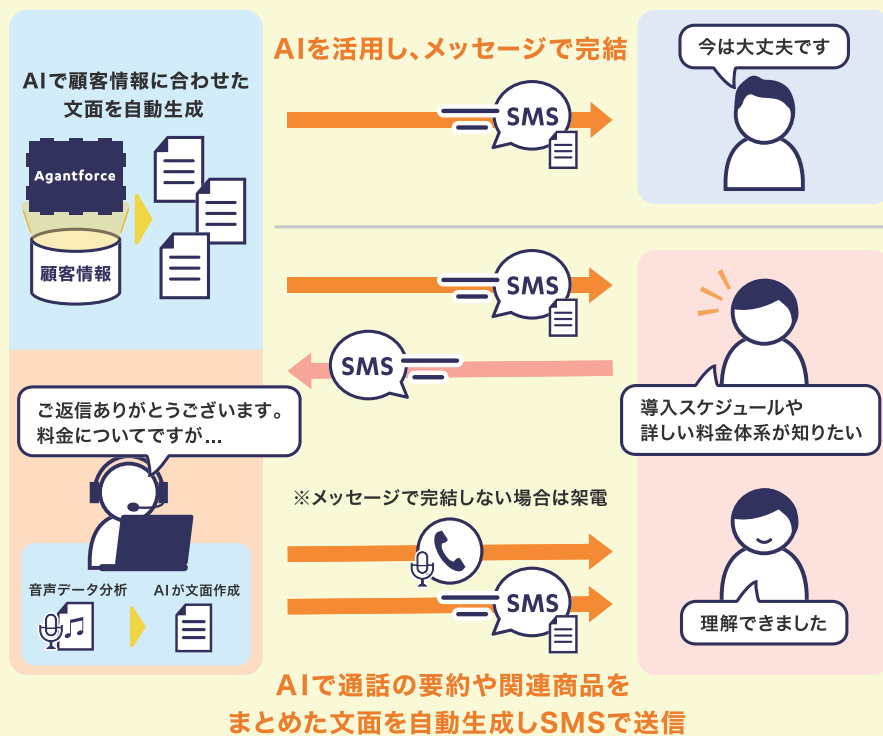 AIを活用し、メッセージで完結
AIで顧客情報に合わせた
文面を自動生成
Agantforce
顧客情報
SMS
今は大丈夫です
SMS
SMS
導入スケジュールや
詳しい料金体系が知りたい
ご返信ありがとうございます。
料金についてですが…
※メッセージで完結しない場合は架電
音声データ分析
AIが文面作成
SMS
理解できました
AIで通話の要約や関連商品を
まとめた文面を自動生成しSMSで送信